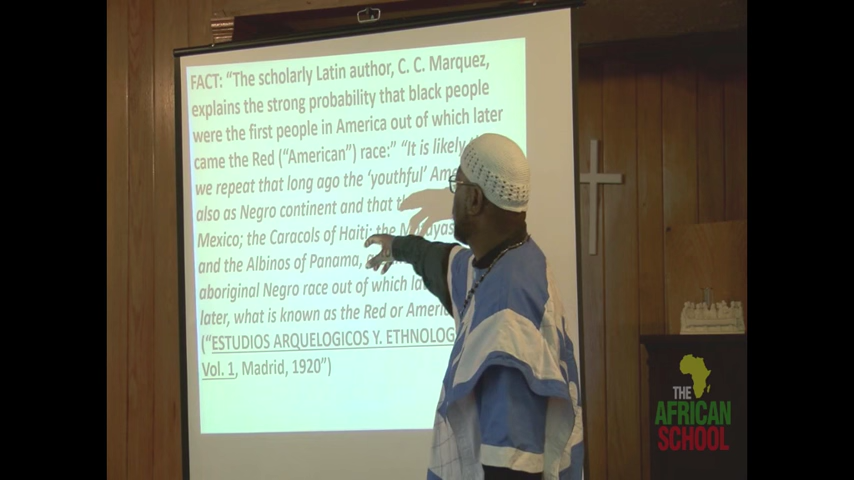 FACT: “The scholarly Latin author, C. C. Marquez,
explains the strong probability that black people
were the first people in America out of which later
came the Red (“American”) race:” “It is likely
we repeat that long ago the ‘youthful’
also as Negro continent and that
Mexico; the Caracols of Haiti; the
and the Albinos of Panama,
aboriginal Negro race out of which
later, what is known as the Red or
(“ESTUDIOS ARQUELOGICOS Y.
Vol. 1, Madrid, 1920”)
THE
AFRICAN
SCHOOL